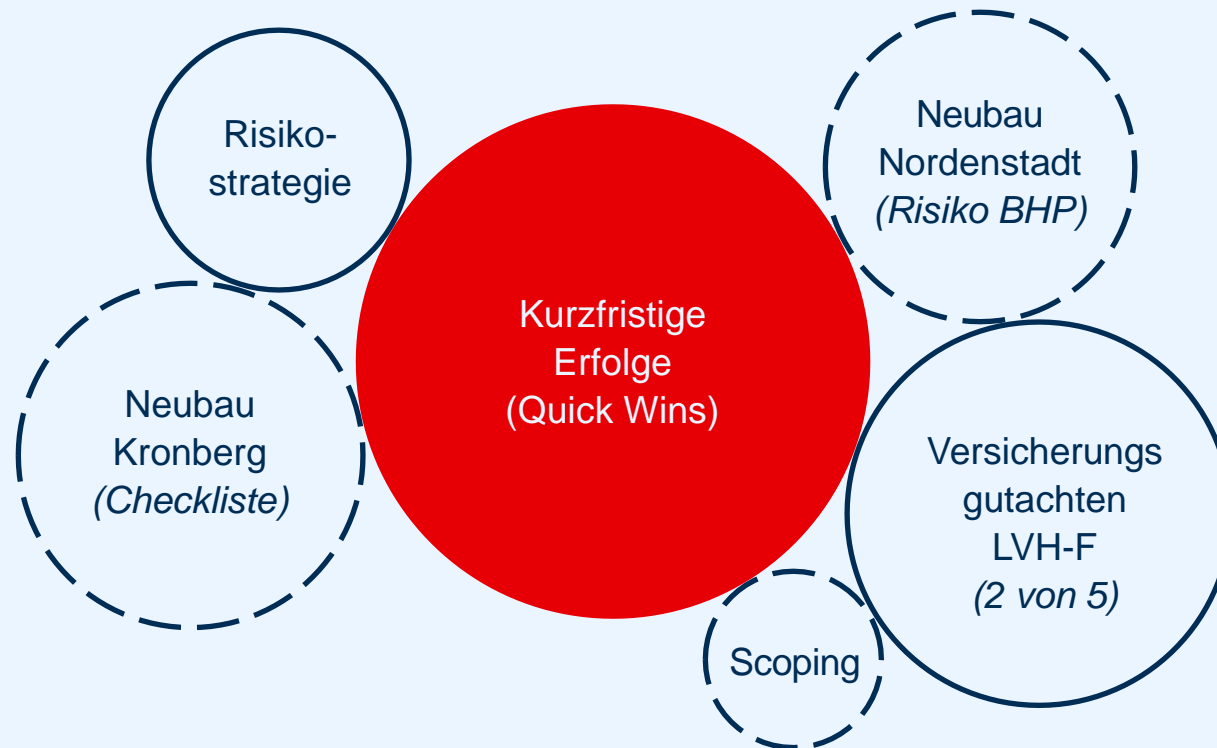 Risiko-
strategie
Neubau
Nordenstadt
(Risiko BHP)
Kurzfristige
Erfolge
(Quick Wins)
Neubau
Kronberg
(Checkliste)
Versicherungs
gutachten
LVH-F
(2 von 5)
Scoping